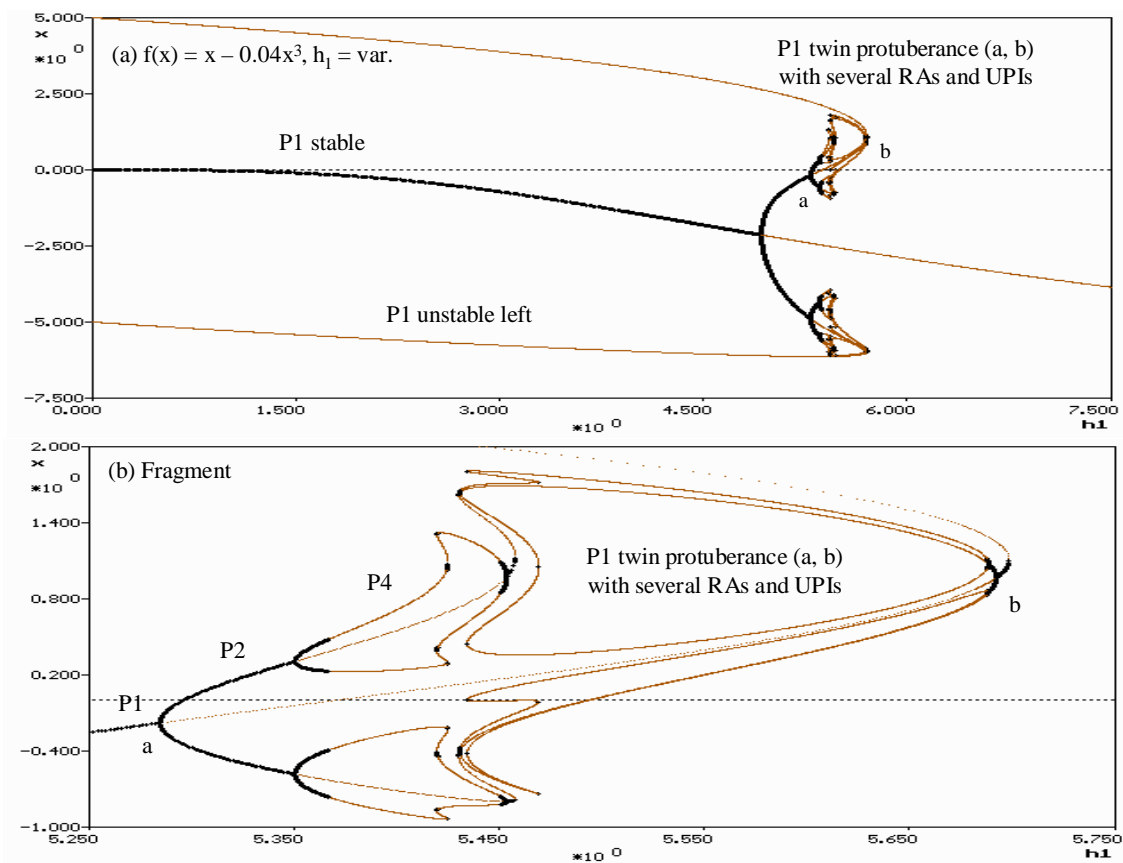 5.000
x
*10 0
(a) f(x) = x – 0.04x³, h₁ = var.
P1 twin protuberance (a, b)
with several RAs and UPIs
2.500
P1 stable
b
0.000
a
-2.500
P1 unstable left
-5.000
-7.500
0.000 1.500 3.000 4.500 6.000 7.500
*10 0 h1
2.000
x
*10 0
(b) Fragment
1.400
P1 twin protuberance (a, b)
with several RAs and UPIs
P4
0.800
b
P2
0.200
P1
a
-0.400
-1.000
5.250 5.350 5.450 5.550 5.650 5.750
*10 0 h1